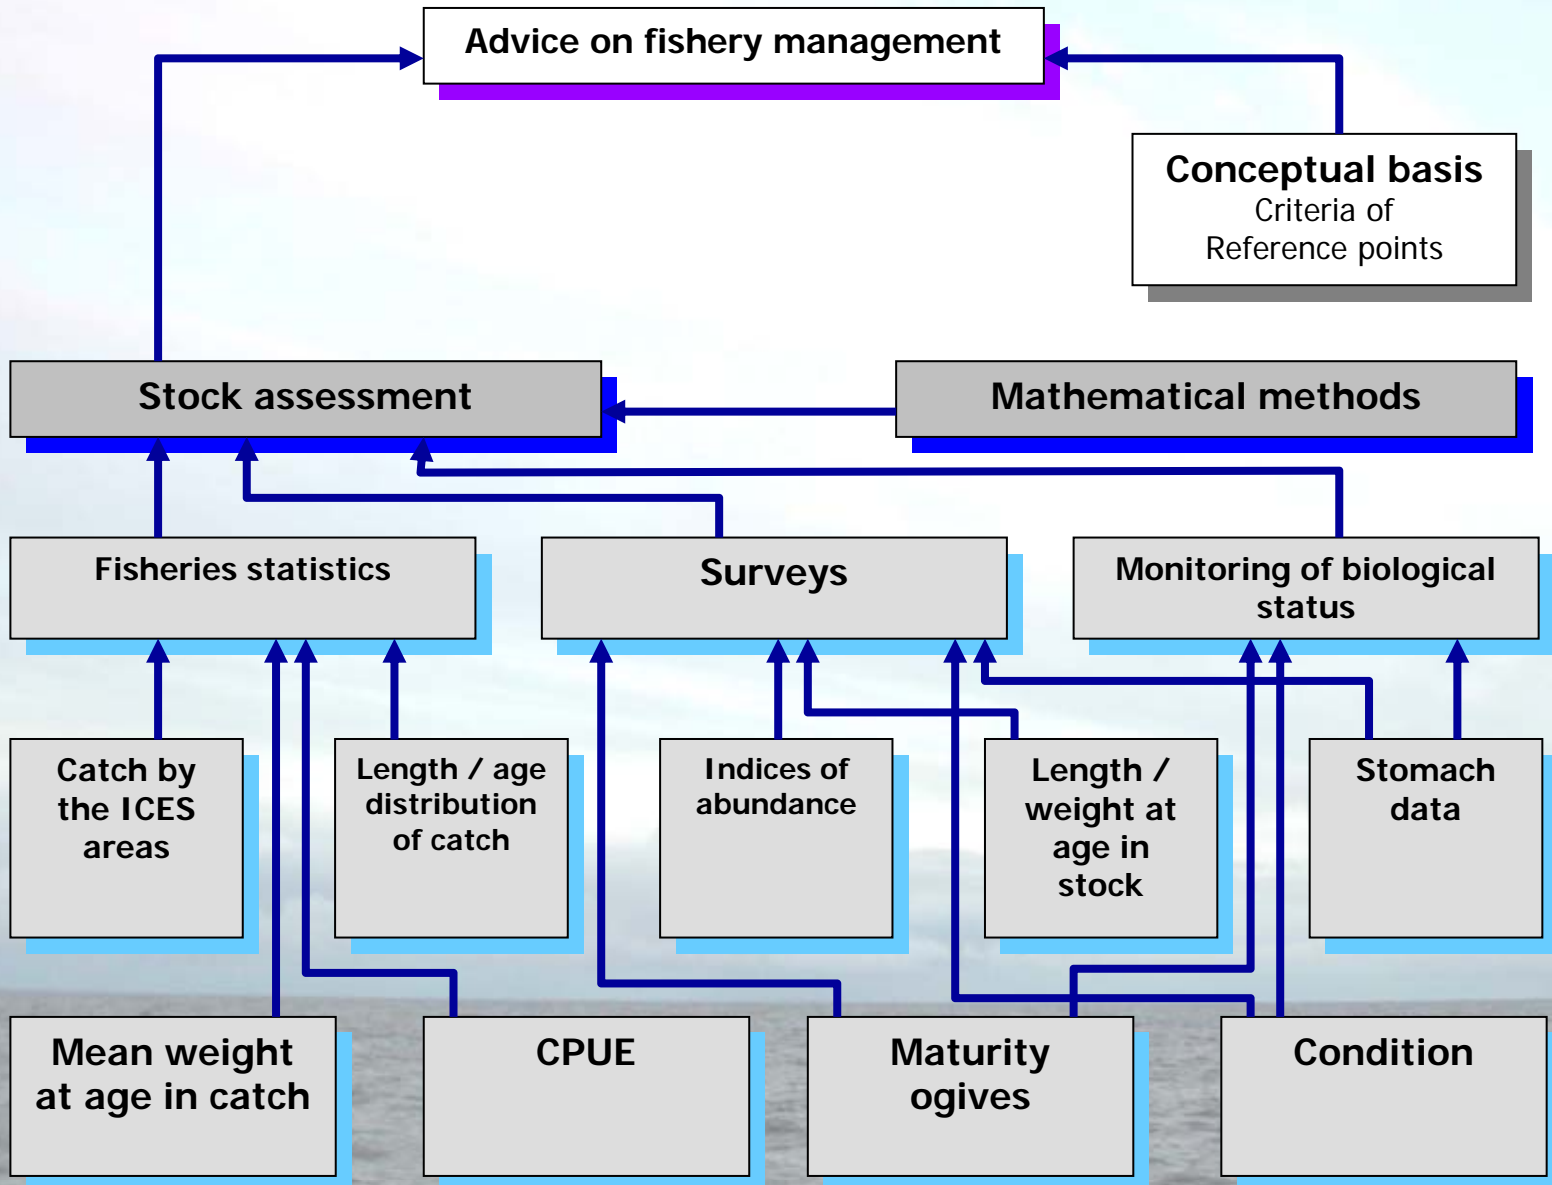 Advice on fishery management
Conceptual basis
Criteria of
Reference points
Stock assessment
Mathematical methods
Fisheries statistics
Surveys
Monitoring of biological
status
Catch by
the ICES
areas
Length / age
distribution
of catch
Indices of
abundance
Length /
weight at
age in
stock
Stomach
data
Mean weight
at age in catch
CPUE
Maturity
ogives
Condition